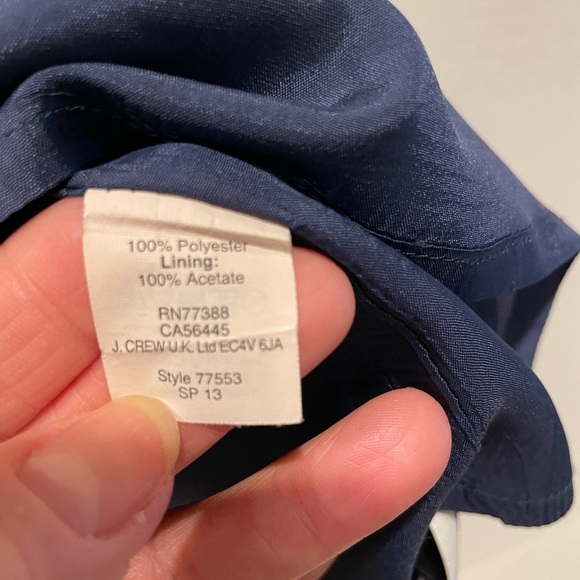 100% Polyester
Lining:
100% Acetate
RN77388
CA56445
J. CREW U.K. Ltd EC4V 6JA
Style 77553
SP 13